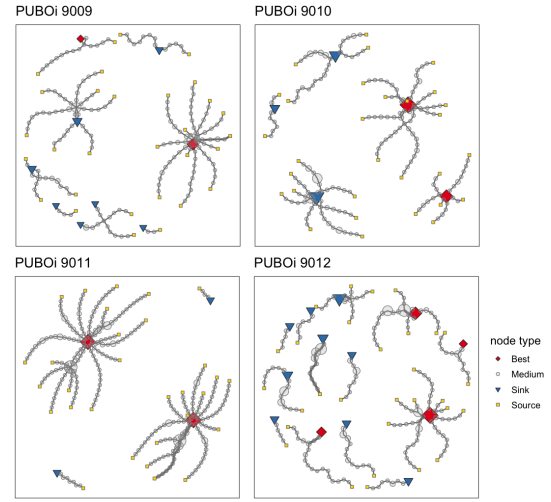 PUBOi 9009
PUBOi 9010
PUBOi 9011
PUBOi 9012
node type
Best
Medium
Sink
Source